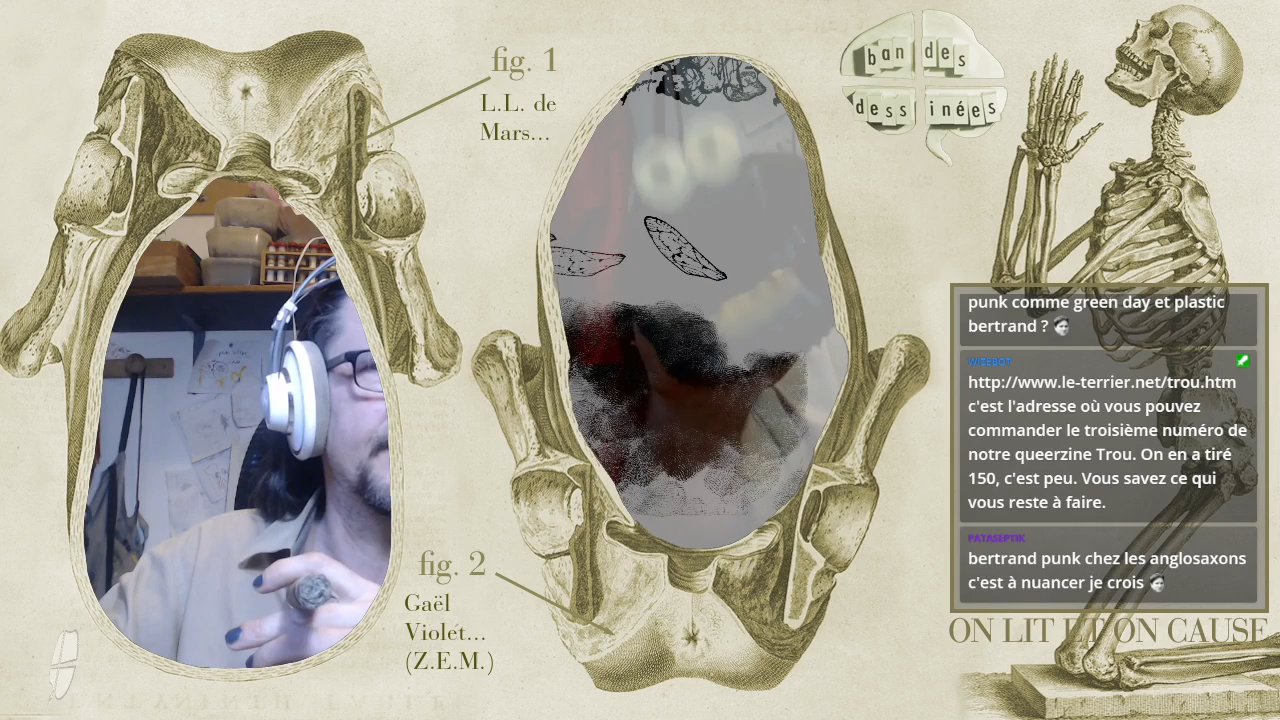 fig. 1
L.L. de
Mars...
ban des
dess inées
punk comme green day et plastic
bertrand ?
WIZEBOT
http://www.le-terrier.net/trou.htm
c'est l'adresse où vous pouvez
commander le troisième numéro de
notre queerzine Trou. On en a tiré
150, c'est peu. Vous savez ce qui
vous reste à faire.
PATASEPTIK
bertrand punk chez les anglosaxons
c'est à nuancer je crois
fig. 2
Gaël
Violet...
(Z.E.M.)
ON LIT ET ON CAUSE